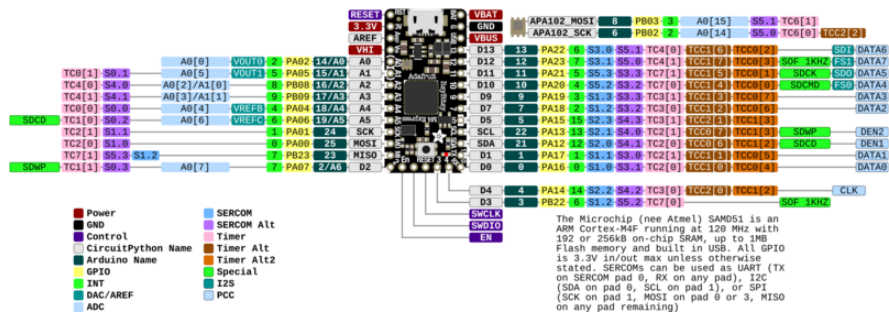 RESET VBAT APA102_MOSI 8 PB03 3 A0[15] S5.1 TC6[1]
3.3V GND APA102_SCK 6 PB02 2 A0[14] S5.0 TC6[0] TCC2[2]
AREF VBUS
VHI D13 13 PA22 6 S3.0 S5.1 TC4[0] TCC1[6] TCC0[2] SDI DATA6
A0[0] VOUT0 2 PA02 14/A0 A0 D12 12 PA23 7 S3.1 S5.0 TC4[1] TCC1[7] TCC0[3] SOF 1KHZ FS1 DATA7
TC0[1] S0.1 A0[5] VOUT1 5 PA05 15/A1 A1 D11 11 PA21 5 S5.3 S3.3 TC7[1] TCC1[5] TCC0[1] SDCK SDO DATA5
TC4[0] S4.0 A0[2]/A1[0] 8 PB08 16/A2 A2 D10 10 PA20 4 S5.2 S3.2 TC7[0] TCC1[4] TCC0[0] SDCMD FS0 DATA4
TC4[1] S4.1 A0[3]/A1[1] 9 PB09 17/A3 A3 D9 9 PA19 3 S1.3 S3.3 TC3[1] TCC1[3] TCC0[7] DATA3
TC0[0] S0.0 A0[4] VREFB 4 PA04 18/A4 A4 D7 7 PA18 2 S1.2 S3.2 TC3[0] TCC1[2] TCC0[6] DATA2
SDCD TC1[0] S0.2 A0[6] VREFC 6 PA06 19/A5 A5 D5 5 PA15 15 S2.3 S4.3 TC3[1] TCC2[1] TCC1[3]
TC2[1] S1.1 1 PA01 24 SCK SCL 22 PA13 13 S2.1 S4.0 TC2[1] TCC0[7] TCC1[3] SDWP DEN2
TC2[0] S1.0 0 PA00 25 MOSI SDA 21 PA12 12 S2.0 S4.1 TC2[0] TCC0[6] TCC1[2] SDCD DEN1
TC7[1] S5.3 S1.2 7 PB23 23 MISO D1 1 PA17 1 S1.1 S3.0 TC2[1] TCC1[1] TCC0[5] DATA1
SDWP TC1[1] S0.3 A0[7] 7 PA07 2/A6 D2 D0 0 PA16 0 S1.0 S3.1 TC2[0] TCC1[0] TCC0[4] DATA0
D4 4 PA14 14 S2.2 S4.2 TC3[0] TCC2[0] TCC1[2] CLK
D3 3 PB22 6 S1.2 S5.2 TC7[0] SOF 1KHZ
SWCLK
SWDIO
EN
Power
GND
Control
CircuitPython Name
Arduino Name
GPIO
INT
DAC/AREF
ADC
SERCOM
SERCOM Alt
Timer
Timer Alt
Timer Alt2
Special
I2S
PCC
The Microchip (nee Atmel) SAMD51 is an
ARM Cortex-M4F running at 120 MHz with
192 or 256kB on-chip SRAM, up to 1MB
Flash memory and built in USB. All GPIO
is 3.3V in/out max unless otherwise
stated. SERCOMs can be used as UART (TX
on SERCOM pad 0, RX on any pad), I2C
(SDA on pad 0, SCL on pad 1), or SPI
(SCK on pad 1, MOSI on pad 0 or 3, MISO
on any pad remaining)